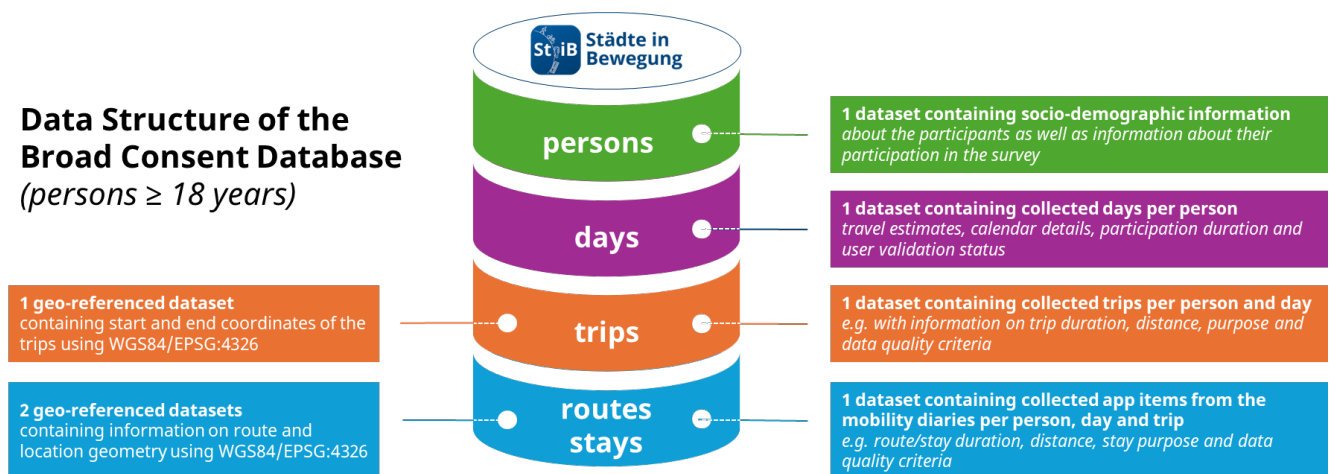 St iB
Städte in
Bewegung
Data Structure of the
Broad Consent Database
(persons ≥ 18 years)
persons
1 dataset containing socio-demographic information
about the participants as well as information about their
participation in the survey
days
1 dataset containing collected days per person
travel estimates, calendar details, participation duration and
user validation status
1 geo-referenced dataset
containing start and end coordinates of the
trips using WGS84/EPSG:4326
trips
1 dataset containing collected trips per person and day
e.g. with information on trip duration, distance, purpose and
data quality criteria
2 geo-referenced datasets
containing information on route and
location geometry using WGS84/EPSG:4326
routes
stays
1 dataset containing collected app items from the
mobility diaries per person, day and trip
e.g. route/stay duration, distance, stay purpose and data
quality criteria